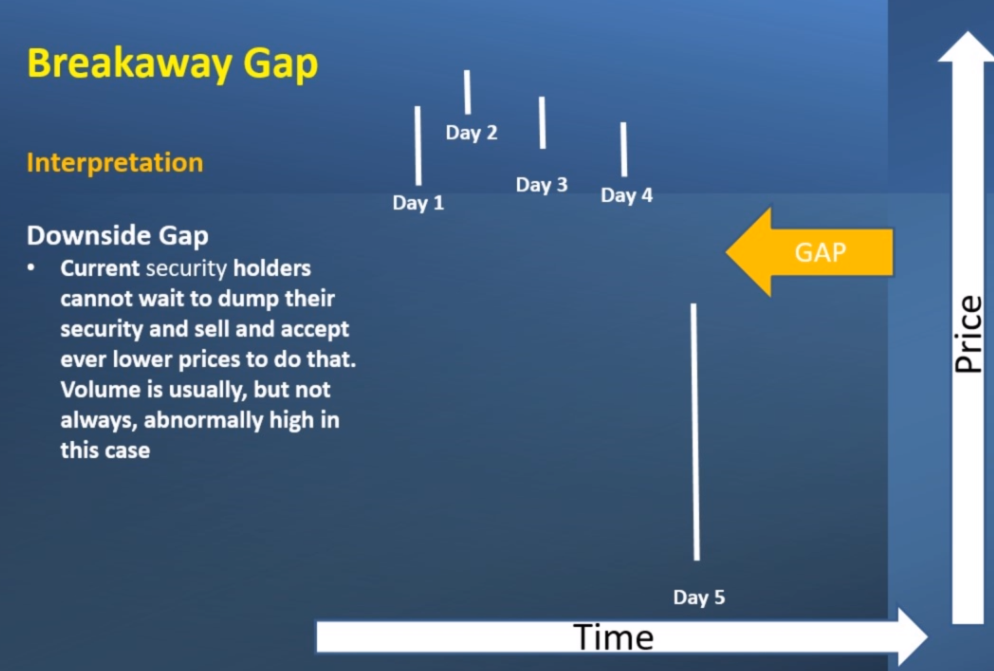 Breakaway Gap
Interpretation
Downside Gap
• Current security holders
cannot wait to dump their
security and sell and accept
ever lower prices to do that.
Volume is usually, but not
always, abnormally high in
this case
Day 1
Day 2
Day 3
Day 4
GAP
Day 5
Time
Price